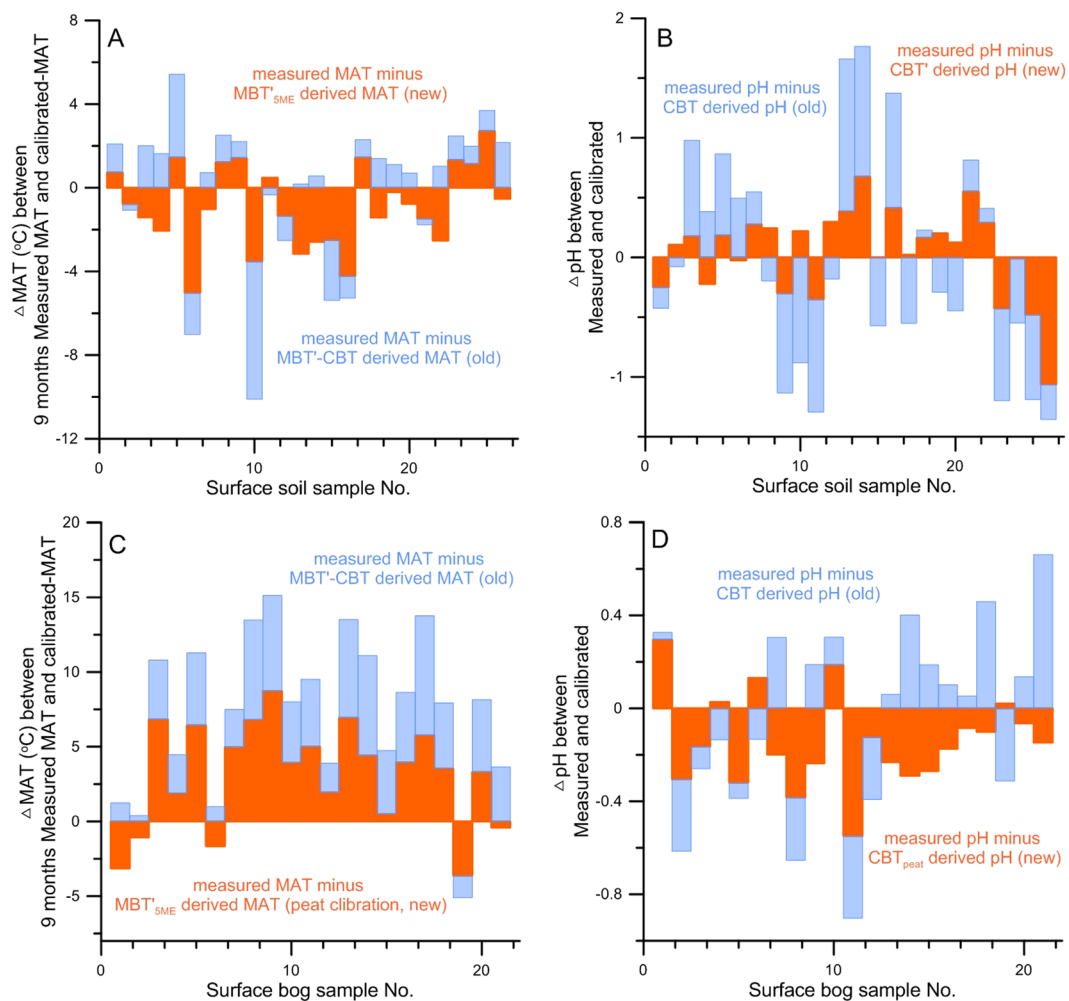 A
8
4
0
-4
-8
-12
△MAT (°C) between
9 months Measured MAT and calibrated-MAT
measured MAT minus
MBT'5ME derived MAT (new)
measured MAT minus
MBT'-CBT derived MAT (old)
0
10
20
Surface soil sample No.
B
2
1
0
-1
△pH between
Measured and calibrated
measured pH minus
CBT derived pH (old)
measured pH minus
CBT' derived pH (new)
0
10
20
Surface soil sample No.
C
20
15
10
5
0
-5
△MAT (°C) between
9 months Measured MAT and calibrated-MAT
measured MAT minus
MBT'-CBT derived MAT (old)
measured MAT minus
MBT'5ME derived MAT (peat clibration, new)
0
10
20
Surface bog sample No.
D
0.8
0.4
0
-0.4
-0.8
△pH between
Measured and calibrated
measured pH minus
CBT derived pH (old)
measured pH minus
CBTpeat derived pH (new)
0
10
20
Surface bog sample No.